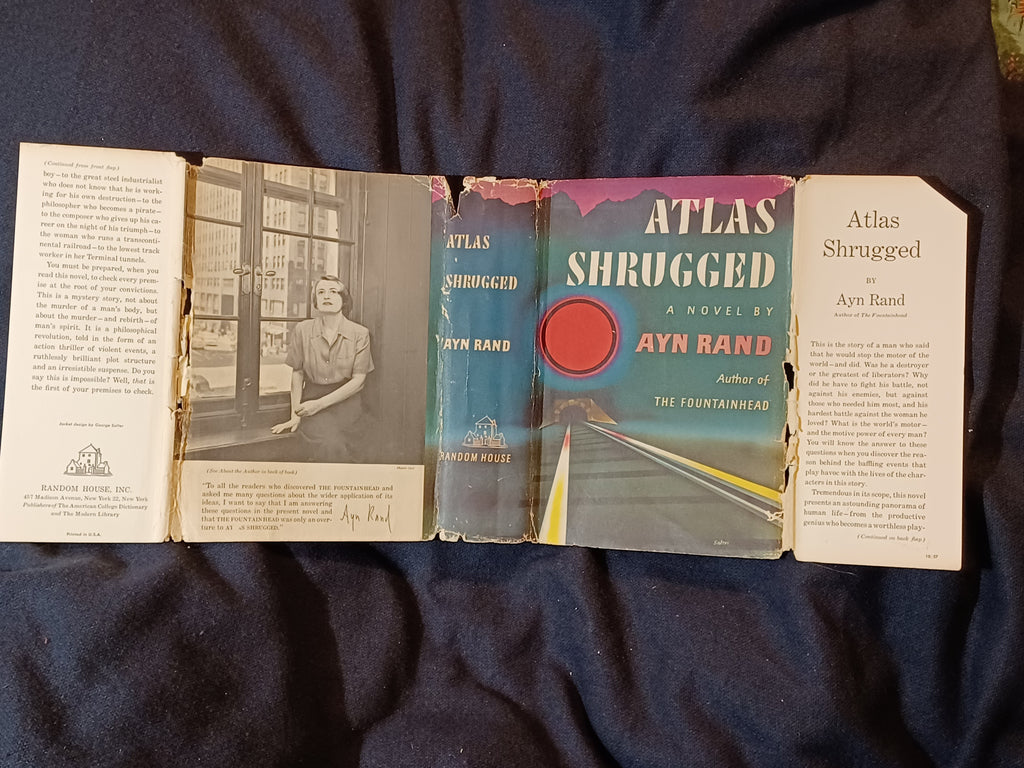 (Continued from front flap.)
boy—to the great steel industrialist
who does not know that he is work-
ing for his own destruction—to the
philosopher who becomes a pirate—
to the composer who gives up his ca-
reer on the night of his triumph—to
the woman who runs a transconti-
nental railroad—to the lowest track
worker in her Terminal tunnels.
You must be prepared, when you
read this novel, to check every prem-
ise at the root of your convictions.
This is a mystery story, not about
the murder of a man's body, but
about the murder—and rebirth—of
man's spirit. It is a philosophical
revolution, told in the form of an
action thriller of violent events, a
ruthlessly brilliant plot structure
and an irresistible suspense. Do you
say this is impossible? Well, that is
the first of your premises to check.
Jacket design by George Salter
RANDOM HOUSE, INC.
457 Madison Avenue, New York 22, New York
Publishers of The American College Dictionary
and The Modern Library
Printed in U.S.A.
(See About the Author in back of book)
"To all the readers who discovered THE FOUNTAINHEAD and
asked me many questions about the wider application of its
ideas, I want to say that I am answering
these questions in the present novel and
that THE FOUNTAINHEAD was only an over-
ture to AT AS SHRUGGED."
Ayn Rand
ATLAS
SHRUGGED
AYN RAND
RANDOM HOUSE
ATLAS
SHRUGGED
A NOVEL BY
AYN RAND
Author of
THE FOUNTAINHEAD
Salter
Atlas
Shrugged
BY
Ayn Rand
Author of The Fountainhead
This is the story of a man who said
that he would stop the motor of the
world—and did. Was he a destroyer
or the greatest of liberators? Why
did he have to fight his battle, not
against his enemies, but against
those who needed him most, and his
hardest battle against the woman he
loved? What is the world's motor—
and the motive power of every man?
You will know the answer to these
questions when you discover the rea-
son behind the baffling events that
play havoc with the lives of the char-
acters in this story.
Tremendous in its scope, this novel
presents an astounding panorama of
human life—from the productive
genius who becomes a worthless play-
(Continued on back flap.)
10/57